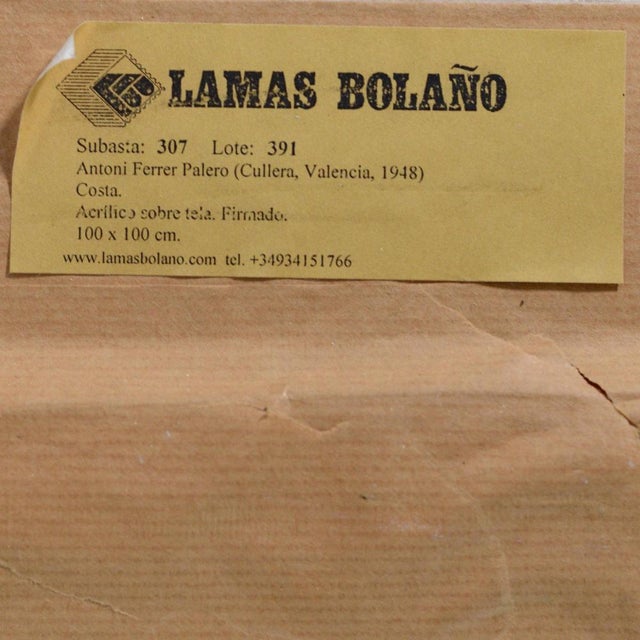 LAMAS BOLAÑO
Subasta: 307 Lote: 391
Antoni Ferrer Palero (Cullera, Valencia, 1948)
Costa.
Acrílico sobre tela. Firmado.
100 x 100 cm.
www.lamasbolano.com tel. +34934151766